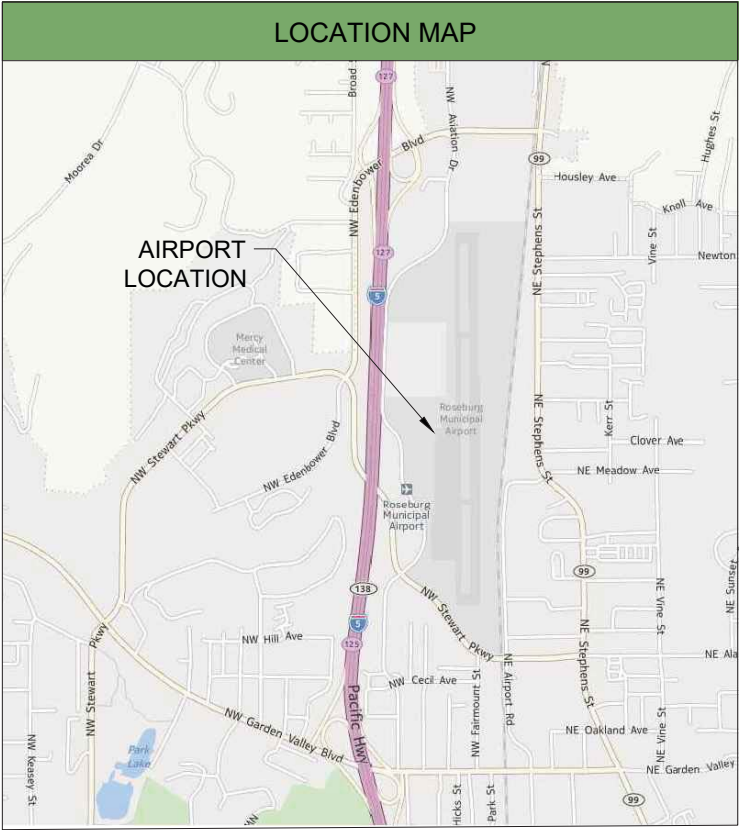 LOCATION MAP
127
Broad
NW Aviation Dr
Hughes St
Moorea Dr
NW Edenbower Blvd
99
Housley Ave
Knoll Ave
Vine St
AIRPORT
LOCATION
127
Newton
5
NE Stephens St
Mercy
Medical
Center
Roseburg
Municipal
Airport
NE Stephens St
Kerr St
NW Stewart Pkwy
NW Edenbower Blvd
Clover Ave
NE Meadow Ave
Roseburg
Municipal
Airport
NE Sunset
99
138
NW Stewart Pkwy
NE Vine St
5
NW Hill Ave
125
NE Stephens St
NE Ala
NW Stewart Pkwy
NW Cecil Ave
NW Fairmount St
NE Airport Rd
Pacific Hwy
NW Garden Valley Blvd
NE Oakland Ave
NE Vine St
NW Keasey St
Park
Lake
NE Garden Valley
Hicks St
Park St
99
NW